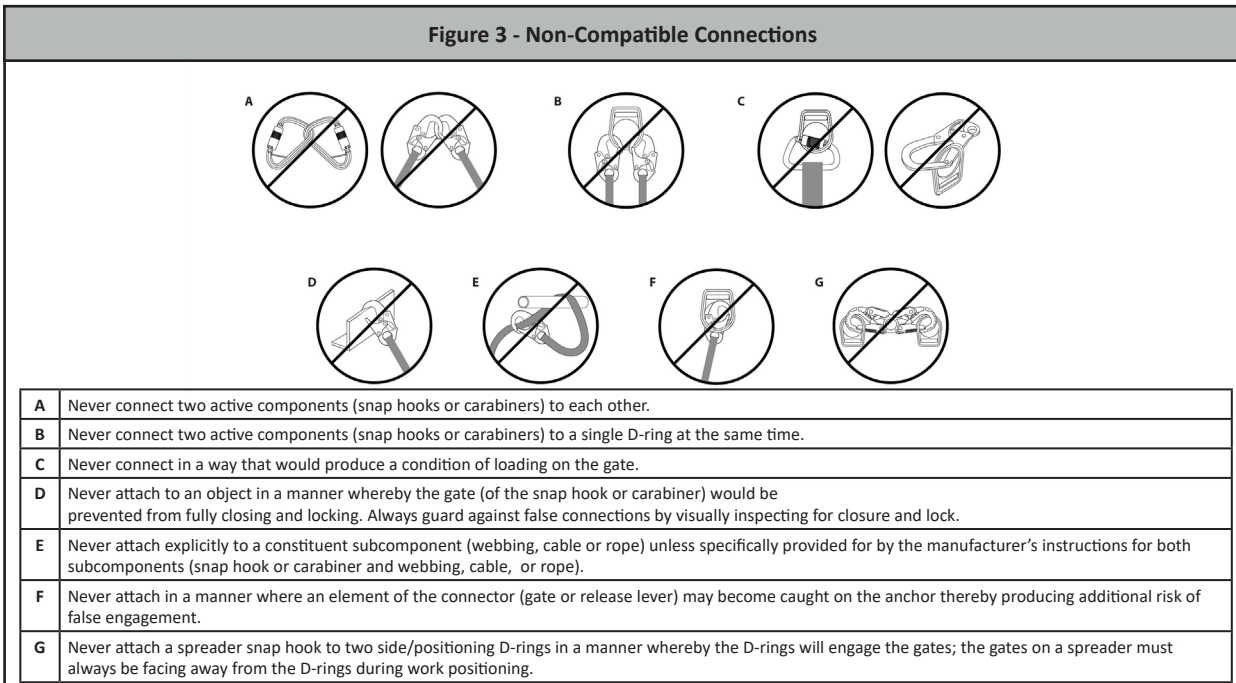 Figure 3 - Non-Compatible Connections
A
B
C
D
E
F
G
A Never connect two active components (snap hooks or carabiners) to each other.
B Never connect two active components (snap hooks or carabiners) to a single D-ring at the same time.
C Never connect in a way that would produce a condition of loading on the gate.
D Never attach to an object in a manner whereby the gate (of the snap hook or carabiner) would be
prevented from fully closing and locking. Always guard against false connections by visually inspecting for closure and lock.
E Never attach explicitly to a constituent subcomponent (webbing, cable or rope) unless specifically provided for by the manufacturer's instructions for both
subcomponents (snap hook or carabiner and webbing, cable, or rope).
F Never attach in a manner where an element of the connector (gate or release lever) may become caught on the anchor thereby producing additional risk of
false engagement.
G Never attach a spreader snap hook to two side/positioning D-rings in a manner whereby the D-rings will engage the gates; the gates on a spreader must
always be facing away from the D-rings during work positioning.